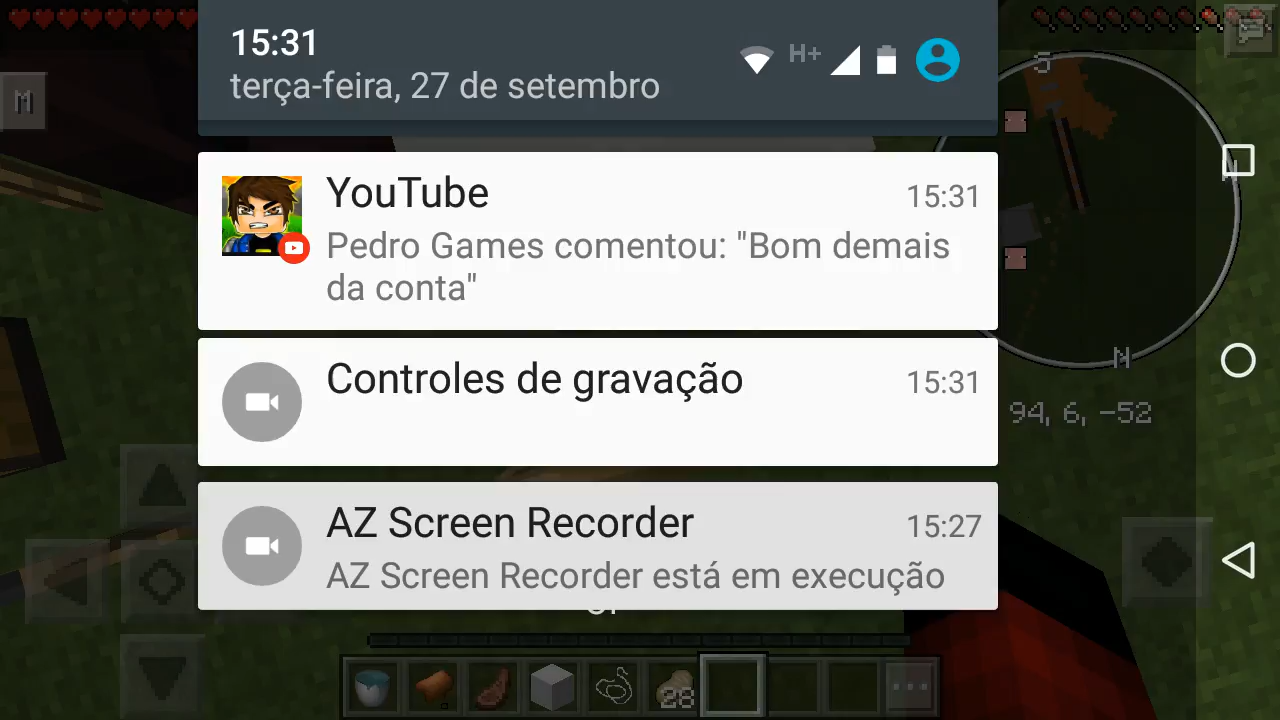 15:31
H+
terça-feira, 27 de setembro
M
S
YouTube
15:31
Pedro Games comentou: "Bom demais
da conta"
Controles de gravação
15:31
N
94, 6, -52
AZ Screen Recorder
15:27
AZ Screen Recorder está em execução
28